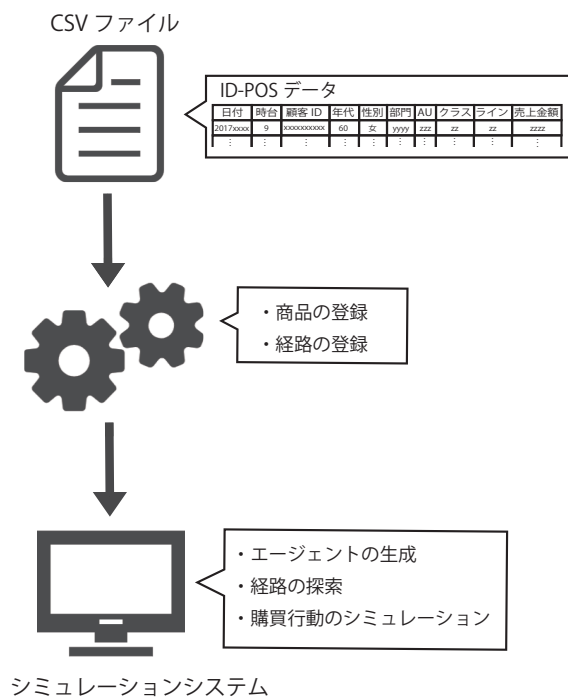 CSV ファイル
ID-POS データ
日付 時台 顧客 ID 年代 性別 部門 AU クラス ライン 売上金額
2017xxxx 9 xxxxxxxxxx 60 女 yyyy zzz zz zz zzzz
⋮ ⋮ ⋮ ⋮ ⋮ ⋮ ⋮ ⋮ ⋮ ⋮
・商品の登録
・経路の登録
・エージェントの生成
・経路の探索
・購買行動のシミュレーション
シミュレーションシステム